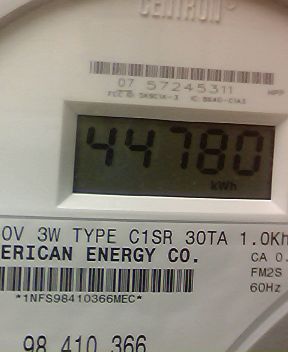 CENTRON
07 57245311
44780
kWh
0V 3W TYPE C1SR 30TA 1.0Kh
ERICAN ENERGY CO.
CA 0.
FM2S
60Hz
*1NFS98410366MEC*
98 410 366